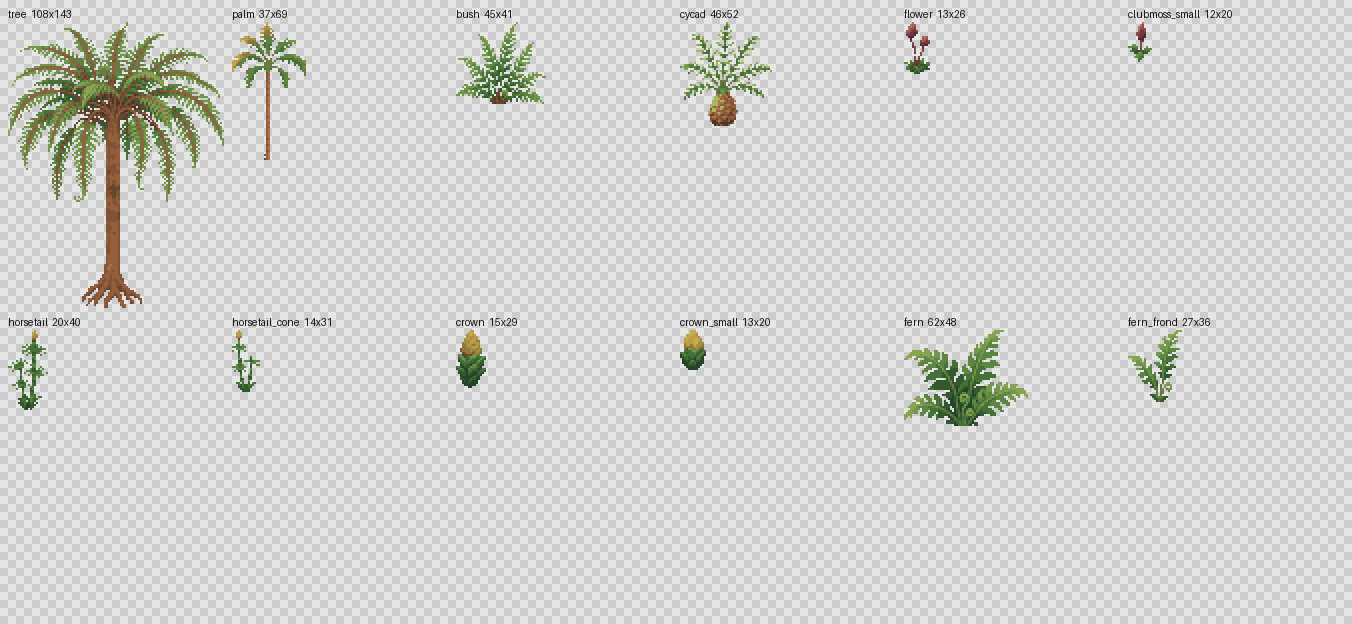 tree 108x143
palm 37x69
bush 45x41
cycad 46x52
flower 13x26
clubmoss_small 12x20
horsetail 20x40
horsetail_cone 14x31
crown 15x29
crown_small 13x20
fern 62x48
fern_frond 27x36